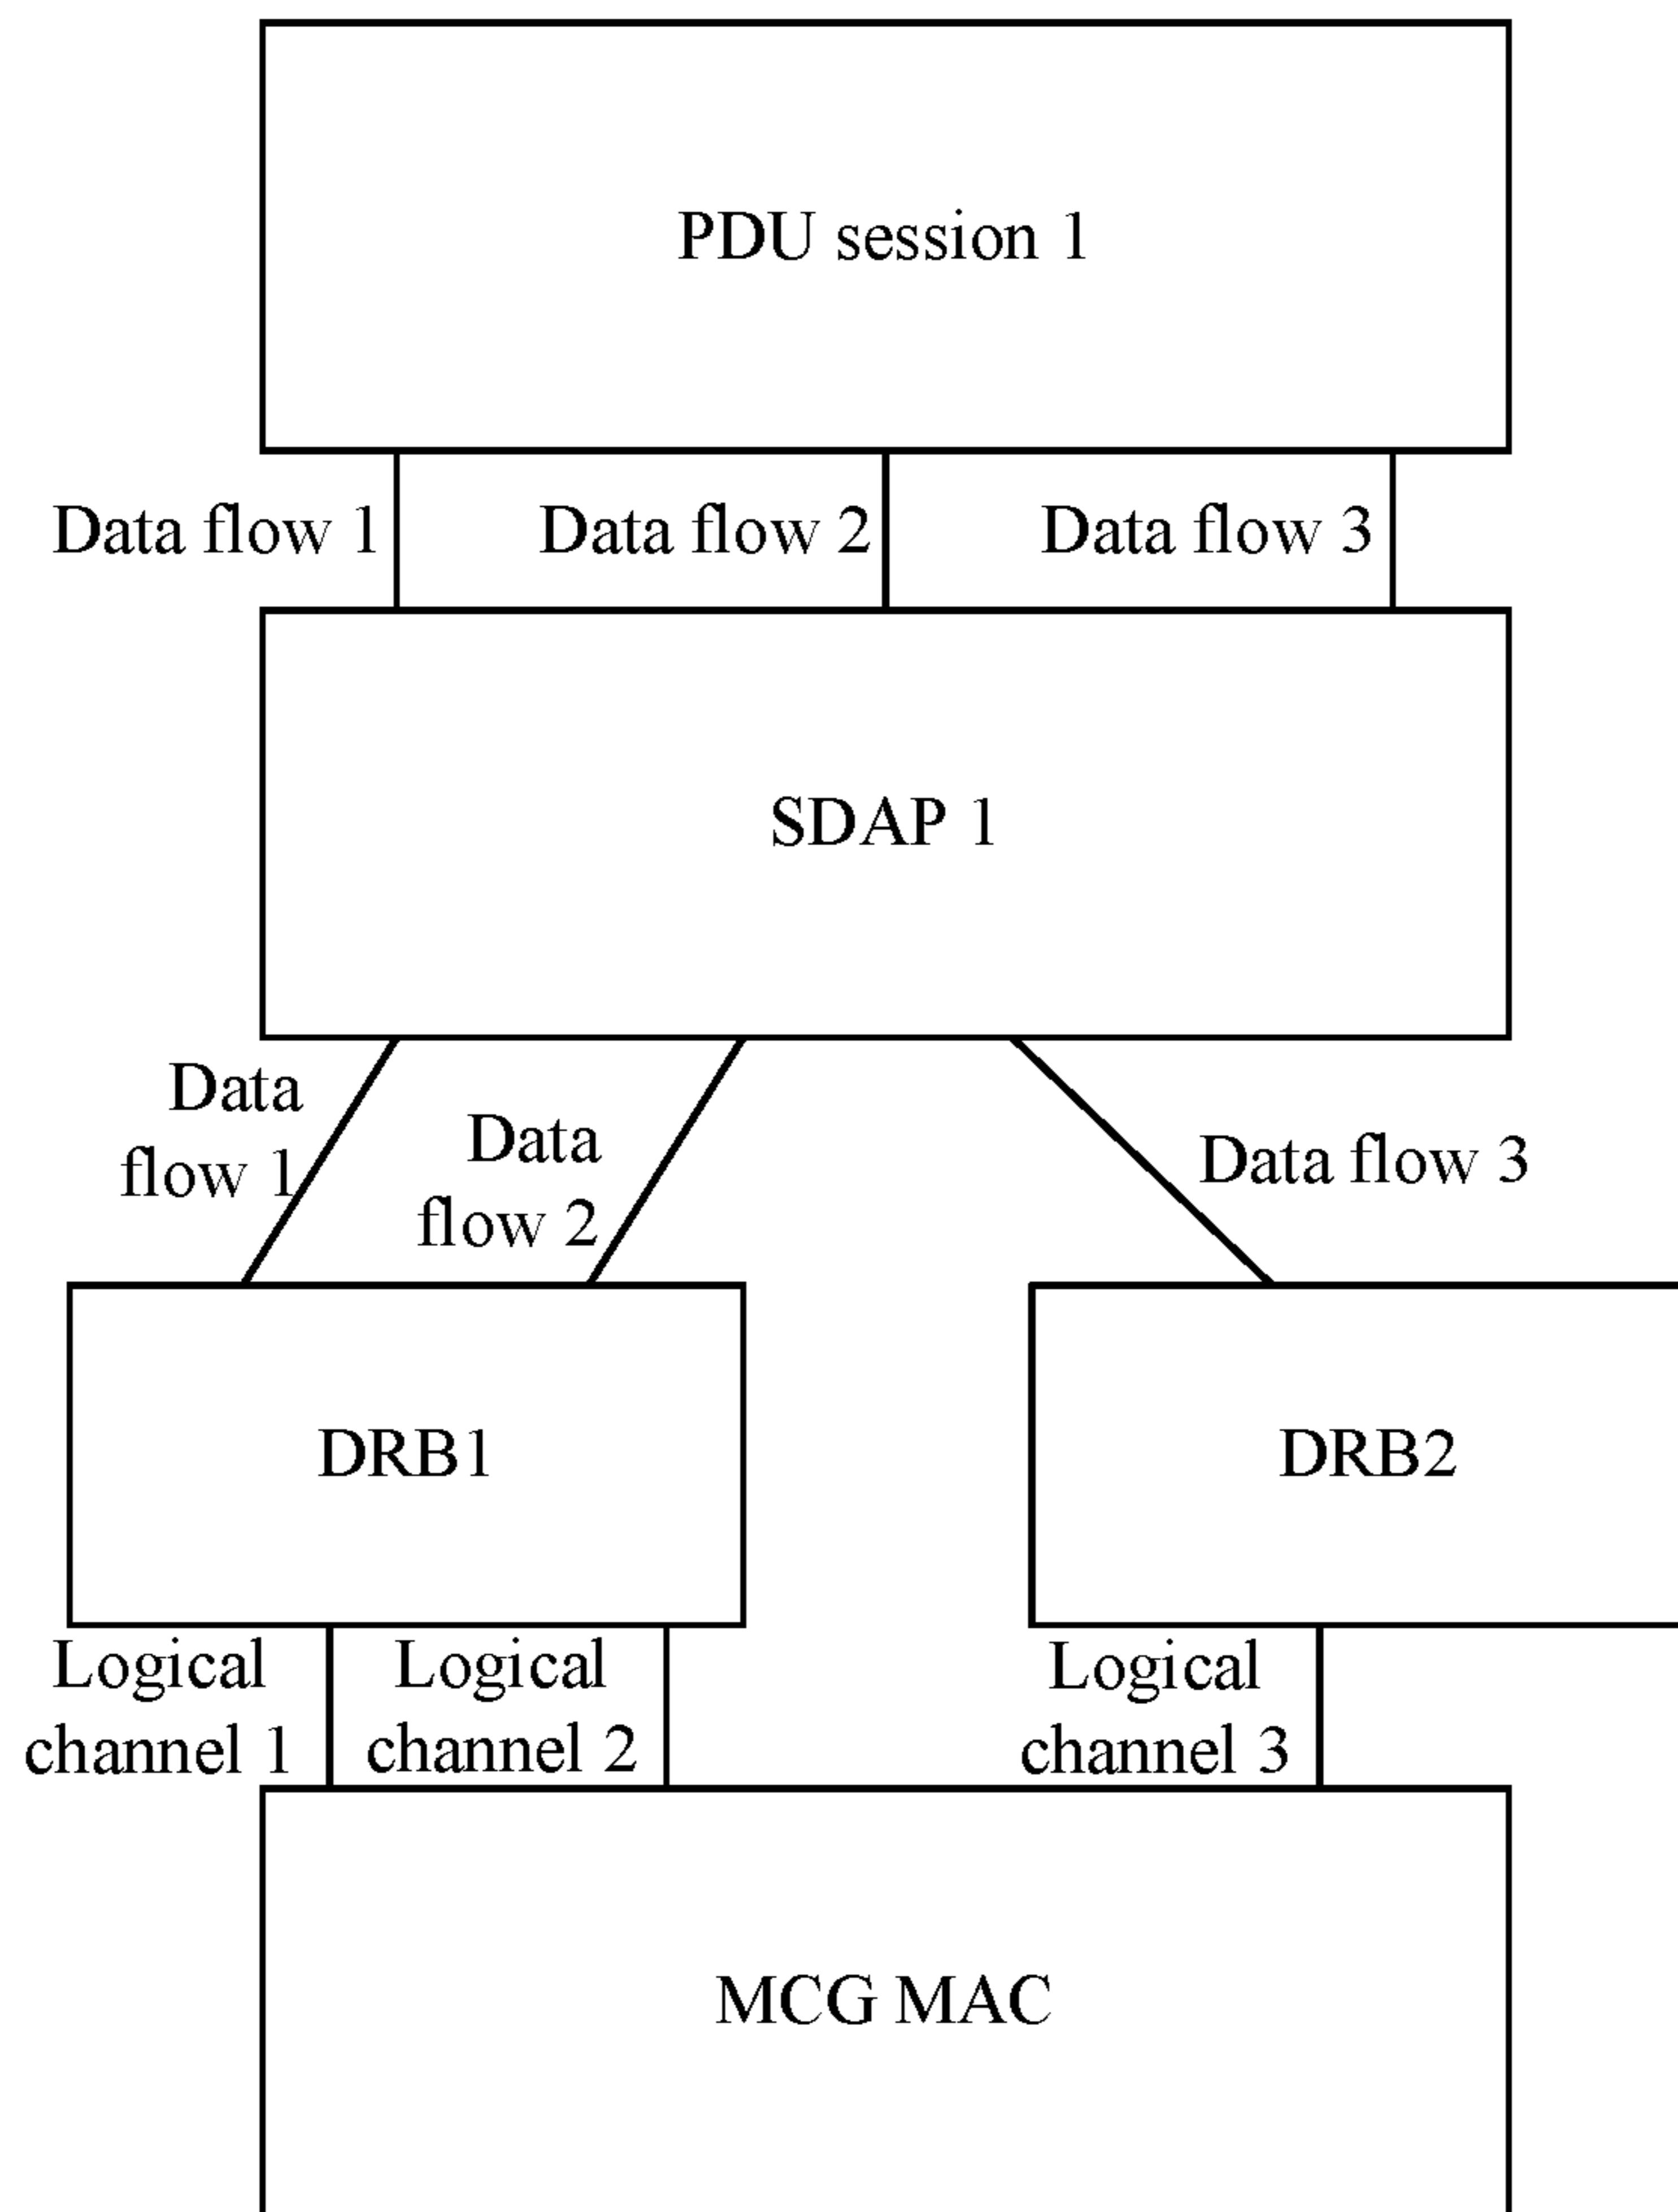 PDU session 1
Data flow 1
Data flow 2
Data flow 3
SDAP 1
Data
flow 1
Data
flow 2
Data flow 3
DRB1
DRB2
Logical
channel 1
Logical
channel 2
Logical
channel 3
MCG MAC